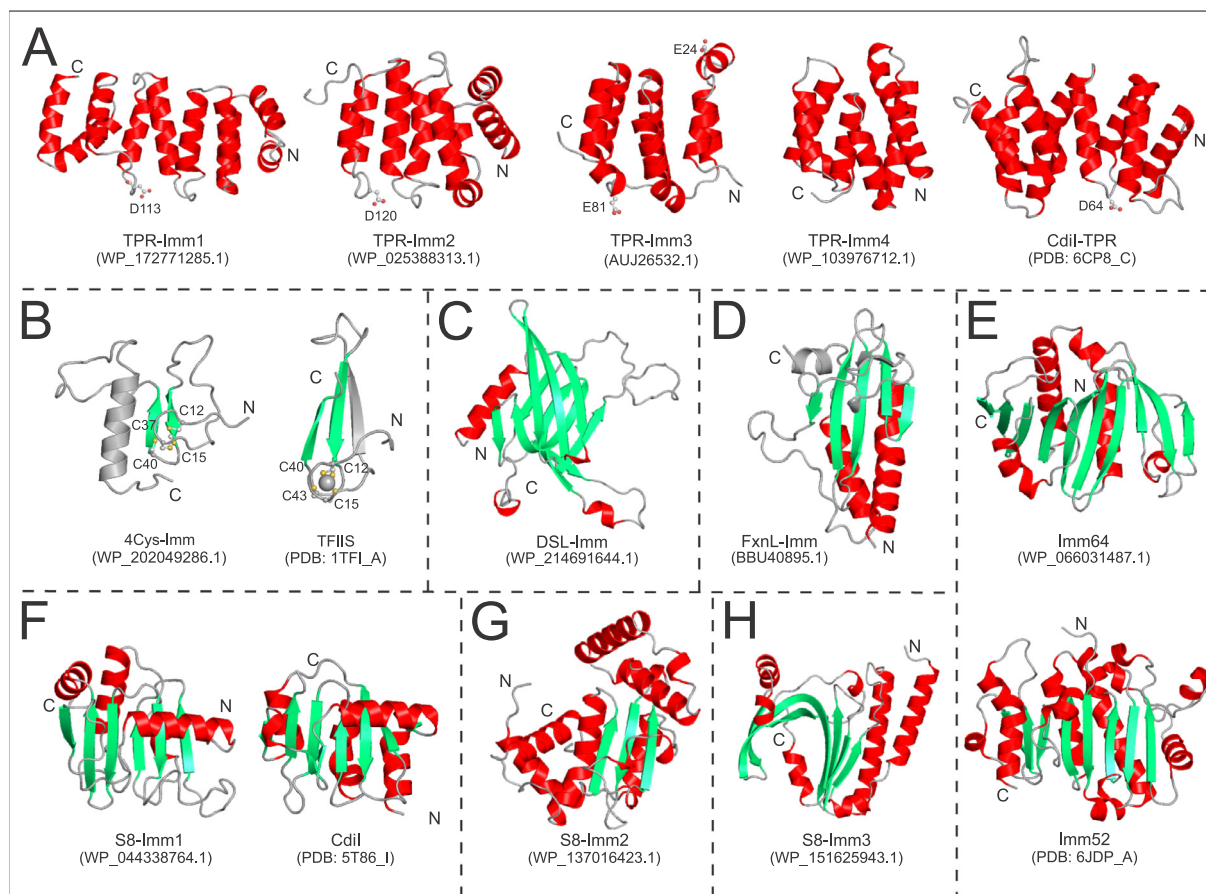 A
C
N
D113
TPR-Imm1
(WP_172771285.1)
C
N
D120
TPR-Imm2
(WP_025388313.1)
E24
C
N
E81
TPR-Imm3
(AUJ26532.1)
C
N
TPR-Imm4
(WP_103976712.1)
C
N
D64
CdiI-TPR
(PDB: 6CP8_C)
B
C12
N
C37
C40
C15
C
4Cys-Imm
(WP_202049286.1)
C
N
C40
C12
C43
C15
TFIIS
(PDB: 1TFI_A)
C
N
C
DSL-Imm
(WP_214691644.1)
D
C
N
FxnL-Imm
(BBU40895.1)
E
N
C
Imm64
(WP_066031487.1)
N
C
Imm52
(PDB: 6JDP_A)
F
C
N
S8-Imm1
(WP_044338764.1)
C
N
CdiI
(PDB: 5T86_I)
G
N
C
S8-Imm2
(WP_137016423.1)
H
N
C
S8-Imm3
(WP_151625943.1)